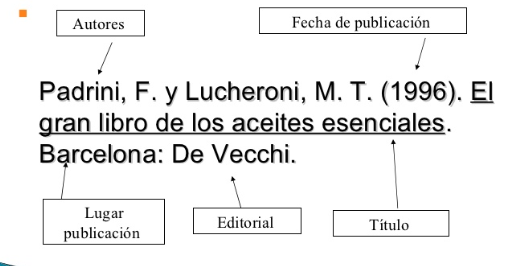 Autores
Fecha de publicación
Padrini, F. y Lucheroni, M. T. (1996). El
gran libro de los aceites esenciales.
Barcelona: De Vecchi.
Lugar
publicación
Editorial
Título